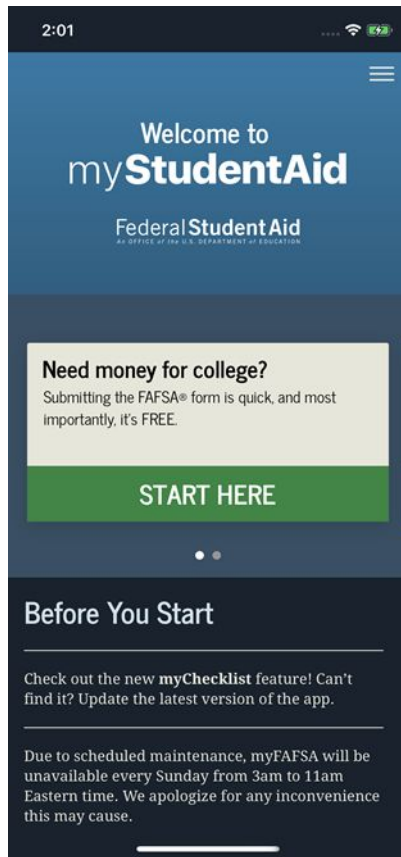 2:01
Welcome to
myStudentAid
Federal Student Aid
An OFFICE of the U.S. DEPARTMENT of EDUCATION
Need money for college?
Submitting the FAFSA® form is quick, and most
importantly, it's FREE.
START HERE
Before You Start
Check out the new myChecklist feature! Can't
find it? Update the latest version of the app.
Due to scheduled maintenance, myFAFSA will be
unavailable every Sunday from 3am to 11am
Eastern time. We apologize for any inconvenience
this may cause.